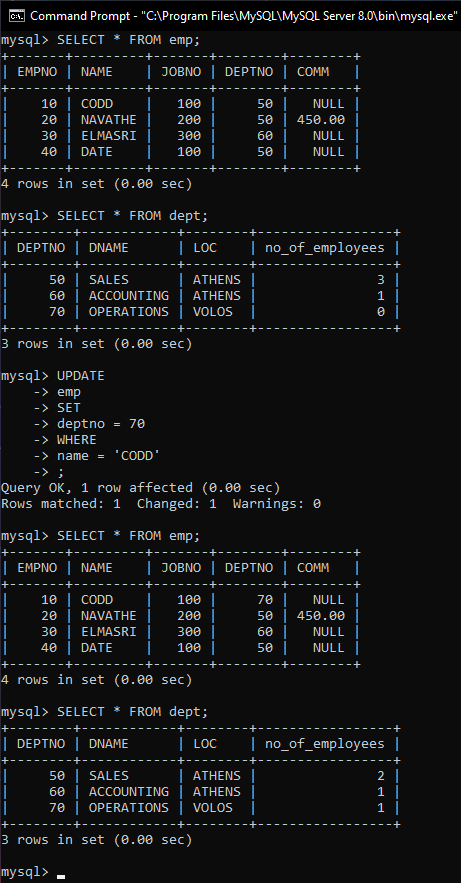 Command Prompt - "C:\Program Files\MySQL\MySQL Server 8.0\bin\mysql.exe"
mysql> SELECT * FROM emp;
+-------+---------+-------+--------+--------+
| EMPNO | NAME    | JOBNO | DEPTNO | COMM   |
+-------+---------+-------+--------+--------+
|    10 | CODD    |   100 |     50 |   NULL |
|    20 | NAVATHE |   200 |     50 | 450.00 |
|    30 | ELMASRI |   300 |     60 |   NULL |
|    40 | DATE    |   100 |     50 |   NULL |
+-------+---------+-------+--------+--------+
4 rows in set (0.00 sec)
mysql> SELECT * FROM dept;
+--------+------------+--------+-----------------+
| DEPTNO | DNAME      | LOC    | no_of_employees |
+--------+------------+--------+-----------------+
|     50 | SALES      | ATHENS |               3 |
|     60 | ACCOUNTING | ATHENS |               1 |
|     70 | OPERATIONS | VOLOS  |               0 |
+--------+------------+--------+-----------------+
3 rows in set (0.00 sec)
mysql> UPDATE
    -> emp
    -> SET
    -> deptno = 70
    -> WHERE
    -> name = 'CODD'
    -> ;
Query OK, 1 row affected (0.00 sec)
Rows matched: 1  Changed: 1  Warnings: 0
mysql> SELECT * FROM emp;
+-------+---------+-------+--------+--------+
| EMPNO | NAME    | JOBNO | DEPTNO | COMM   |
+-------+---------+-------+--------+--------+
|    10 | CODD    |   100 |     70 |   NULL |
|    20 | NAVATHE |   200 |     50 | 450.00 |
|    30 | ELMASRI |   300 |     60 |   NULL |
|    40 | DATE    |   100 |     50 |   NULL |
+-------+---------+-------+--------+--------+
4 rows in set (0.00 sec)
mysql> SELECT * FROM dept;
+--------+------------+--------+-----------------+
| DEPTNO | DNAME      | LOC    | no_of_employees |
+--------+------------+--------+-----------------+
|     50 | SALES      | ATHENS |               2 |
|     60 | ACCOUNTING | ATHENS |               1 |
|     70 | OPERATIONS | VOLOS  |               1 |
+--------+------------+--------+-----------------+
3 rows in set (0.00 sec)
mysql> _